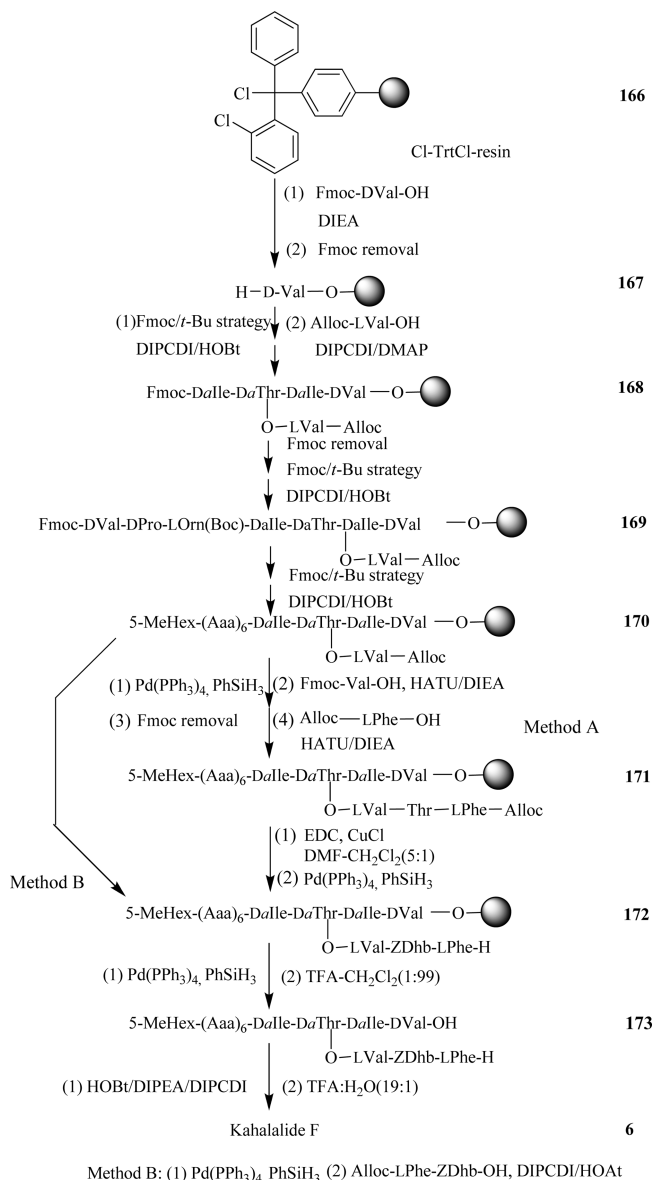 Cl
Cl
166
Cl-TrtCl-resin
(1) Fmoc-DVal-OH
DIEA
(2) Fmoc removal
H–D-Val—O 167
(1)Fmoc/t-Bu strategy (2) Alloc-LVal-OH
DIPCDI/HOBt DIPCDI/DMAP
Fmoc-DaIle-DaThr-DaIle-DVal —O 168
O—LVal—Alloc
Fmoc removal
Fmoc/t-Bu strategy
DIPCDI/HOBt
Fmoc-DVal-DPro-LOrn(Boc)-DaIle-DaThr-DaIle-DVal —O 169
O—LVal—Alloc
Fmoc/t-Bu strategy
DIPCDI/HOBt
5-MeHex-(Aaa)6-DaIle-DaThr-DaIle-DVal —O 170
O—LVal—Alloc
(1) Pd(PPh3)4, PhSiH3 (2) Fmoc-Val-OH, HATU/DIEA
(3) Fmoc removal (4) Alloc—LPhe—OH
HATU/DIEA
Method A
5-MeHex-(Aaa)6-DaIle-DaThr-DaIle-DVal —O 171
O—LVal—Thr—LPhe—Alloc
(1) EDC, CuCl
DMF-CH2Cl2(5:1)
(2) Pd(PPh3)4, PhSiH3
Method B
5-MeHex-(Aaa)6-DaIle-DaThr-DaIle-DVal —O 172
O—LVal-ZDhb-LPhe-H
(1) Pd(PPh3)4, PhSiH3 (2) TFA-CH2Cl2(1:99)
5-MeHex-(Aaa)6-DaIle-DaThr-DaIle-DVal-OH 173
O—LVal-ZDhb-LPhe-H
(1) HOBt/DIPEA/DIPCDI (2) TFA:H2O(19:1)
Kahalalide F 6
Method B: (1) Pd(PPh3)4, PhSiH3 (2) Alloc-LPhe-ZDhb-OH, DIPCDI/HOAt